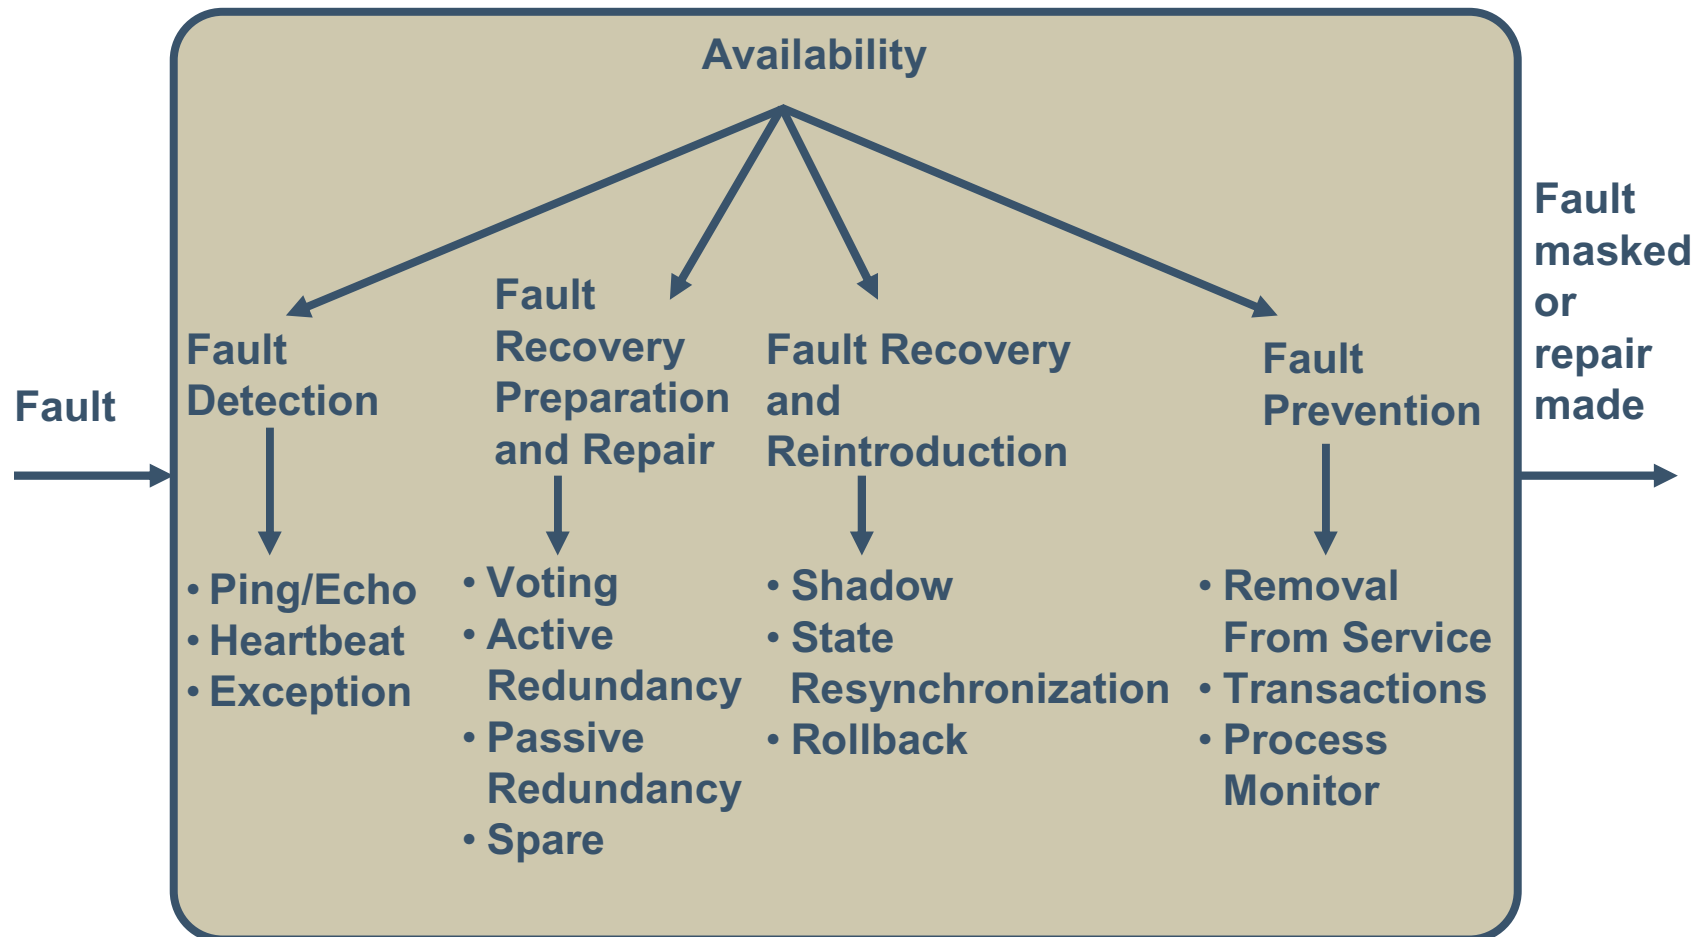 Availability
Fault
Fault
Detection
• Ping/Echo
• Heartbeat
• Exception
Fault
Recovery
Preparation
and Repair
• Voting
• Active
Redundancy
• Passive
Redundancy
• Spare
Fault Recovery
and
Reintroduction
• Shadow
• State
Resynchronization
• Rollback
Fault
Prevention
• Removal
From Service
• Transactions
• Process
Monitor
Fault
masked
or
repair
made